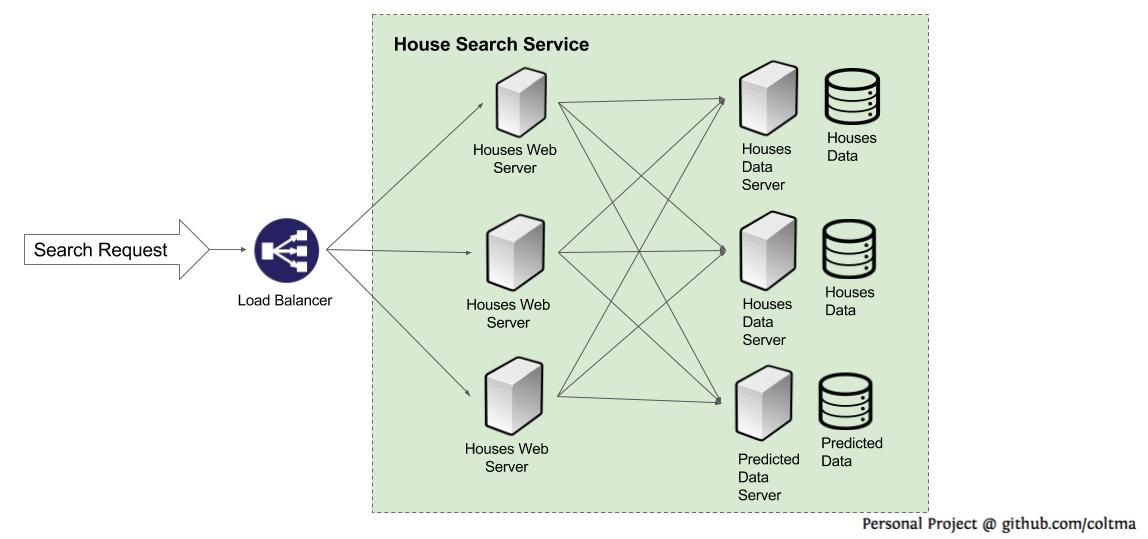 House Search Service
Search Request
Load Balancer
Houses Web
Server
Houses Web
Server
Houses Web
Server
Houses
Data
Server
Houses
Data
Houses
Data
Server
Houses
Data
Predicted
Data
Server
Predicted
Data
Personal Project @ github.com/coltma